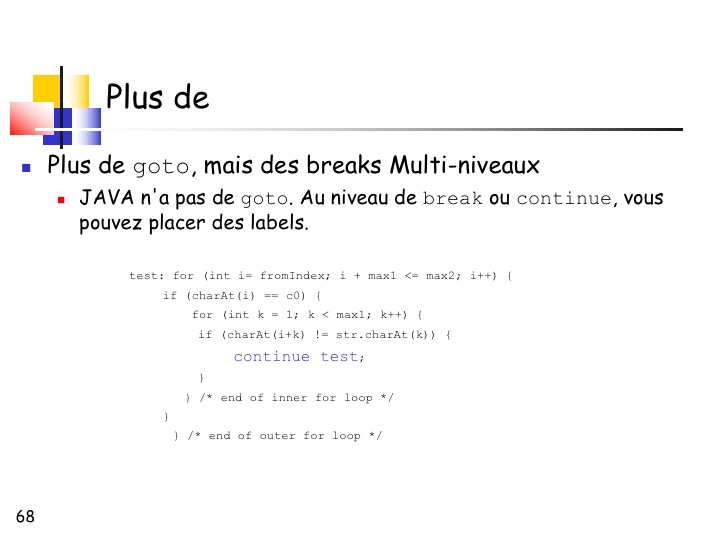 Plus de
Plus de goto, mais des breaks Multi-niveaux
JAVA n'a pas de goto. Au niveau de break ou continue, vous
pouvez placer des labels.
test: for (int i= fromIndex; i + max1 <= max2; i++) {
if (charAt(i) == c0) {
for (int k = 1; k < max1; k++) {
if (charAt(i+k) != str.charAt(k)) {
continue test;
}
} /* end of inner for loop */
}
} /* end of outer for loop */
68